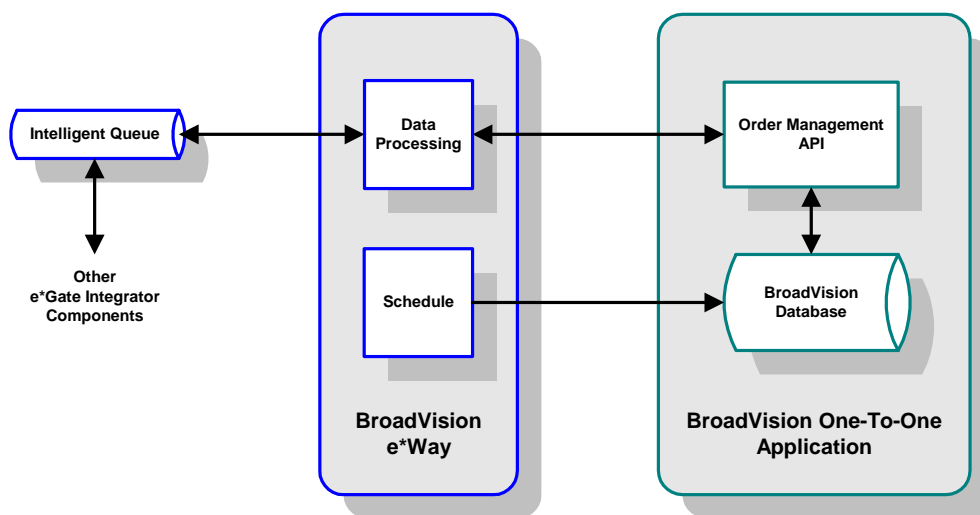 Intelligent Queue
Other
e*Gate Integrator
Components
Data
Processing
Schedule
BroadVision
e*Way
Order Management
API
BroadVision
Database
BroadVision One-To-One
Application